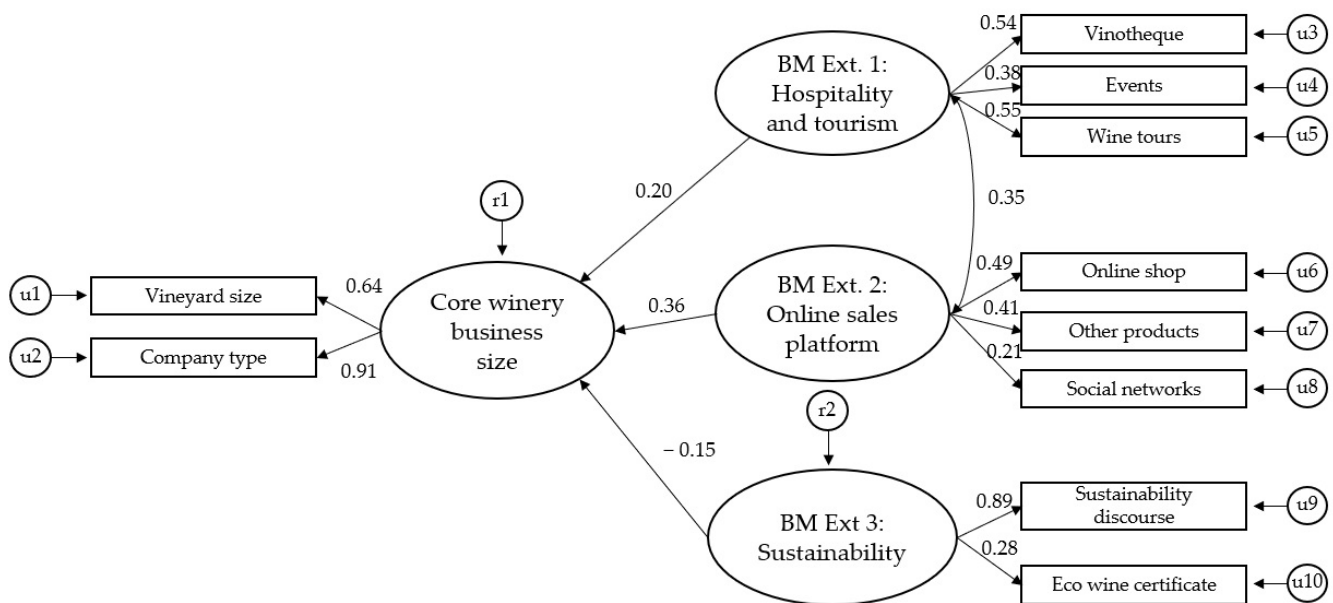 0.54
Vinotheque
u3
BM Ext. 1:
Hospitality
and tourism
0.38
Events
u4
0.55
Wine tours
u5
0.20
0.35
r1
u1
Vineyard size
0.64
Core winery
business
size
0.36
BM Ext. 2:
Online sales
platform
0.49
Online shop
u6
0.41
Other products
u7
u2
Company type
0.91
0.21
Social networks
u8
r2
− 0.15
BM Ext 3:
Sustainability
0.89
Sustainability
discourse
u9
0.28
Eco wine certificate
u10